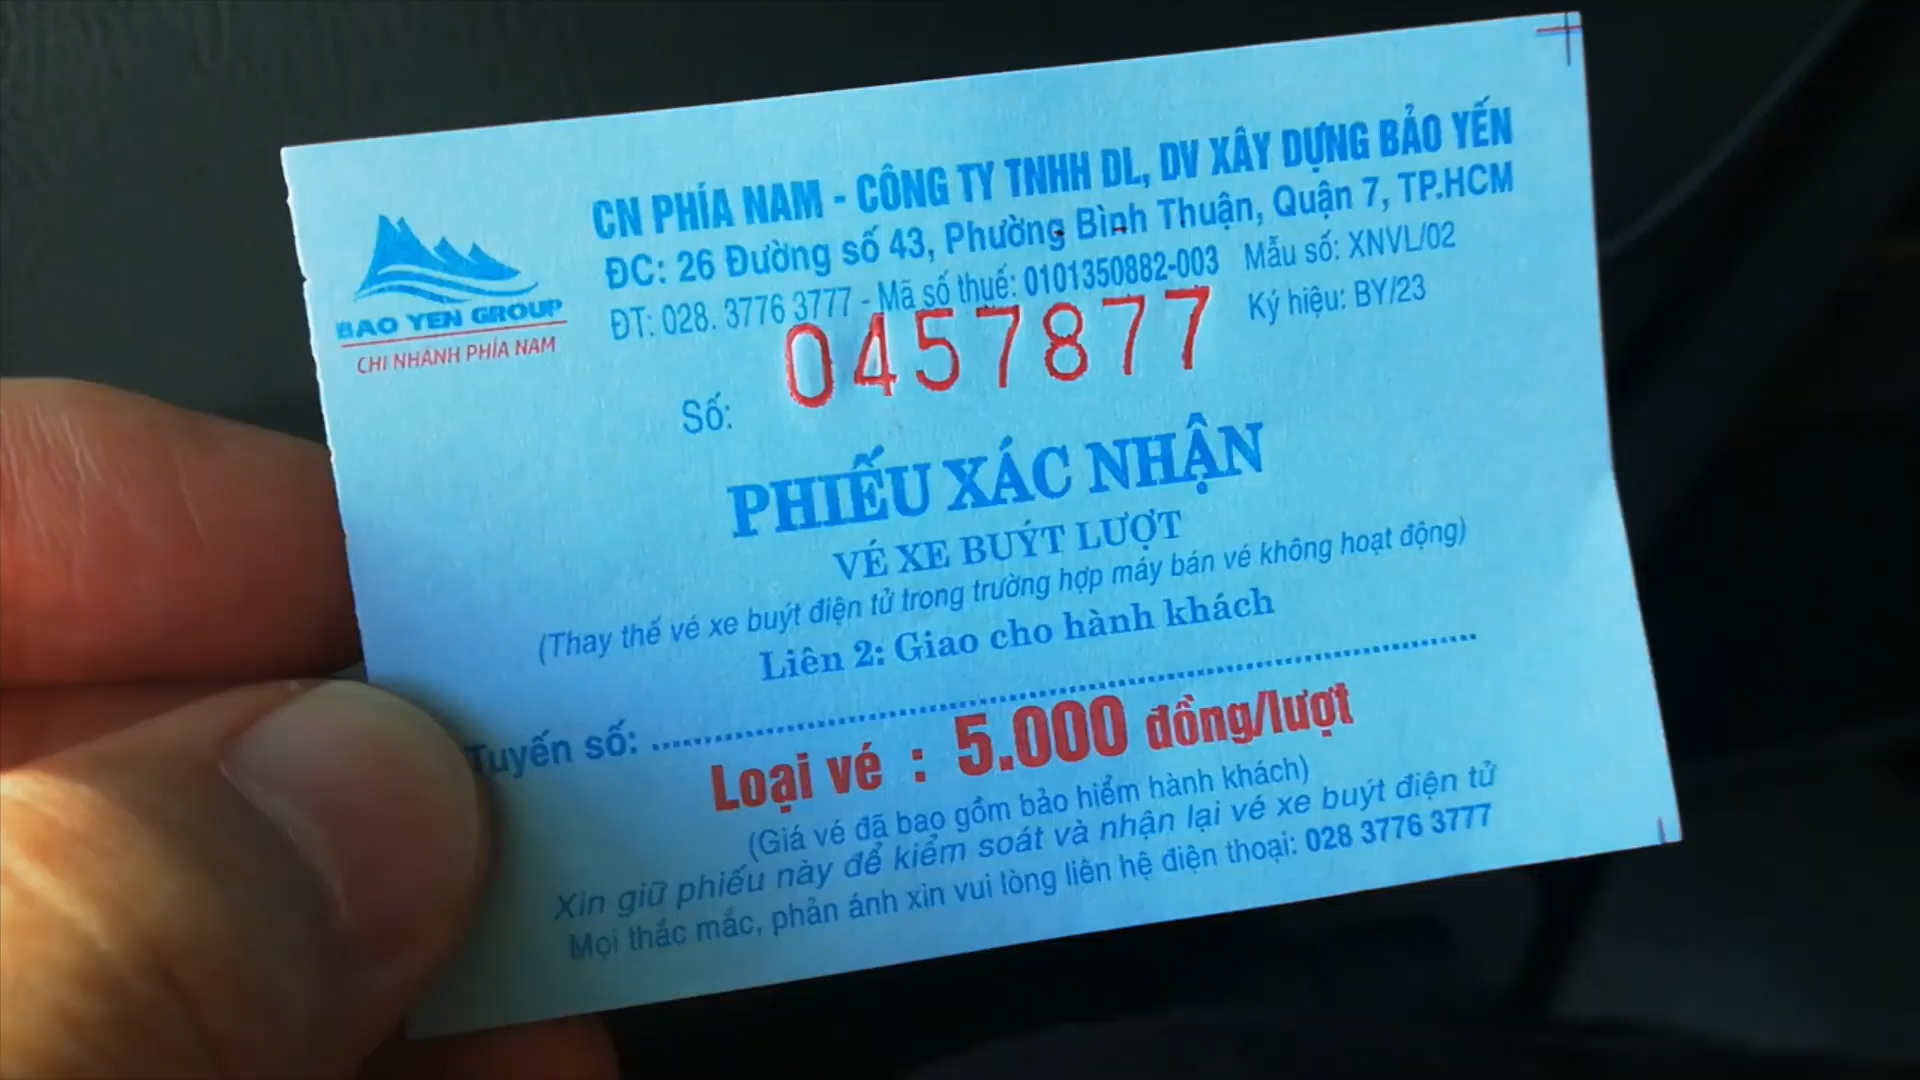 BAO YEN GROUP
CHI NHÁNH PHÍA NAM
CN PHÍA NAM - CÔNG TY TNHH DL, DV XÂY DỰNG BẢO YẾN
ĐC: 26 Đường số 43, Phường Bình Thuận, Quận 7, TP.HCM
ĐT: 028. 3776 3777 - Mã số thuế: 0101350882-003
Mẫu số: XNVL/02
Ký hiệu: BY/23
Số: 0457877
PHIẾU XÁC NHẬN
VÉ XE BUÝT LƯỢT
(Thay thế vé xe buýt điện tử trong trường hợp máy bán vé không hoạt động)
Liên 2: Giao cho hành khách
Tuyến số: ........................................
Loại vé : 5.000 đồng/lượt
(Giá vé đã bao gồm bảo hiểm hành khách)
Xin giữ phiếu này để kiểm soát và nhận lại vé xe buýt điện tử
Mọi thắc mắc, phản ánh xin vui lòng liên hệ điện thoại: 028 3776 3777